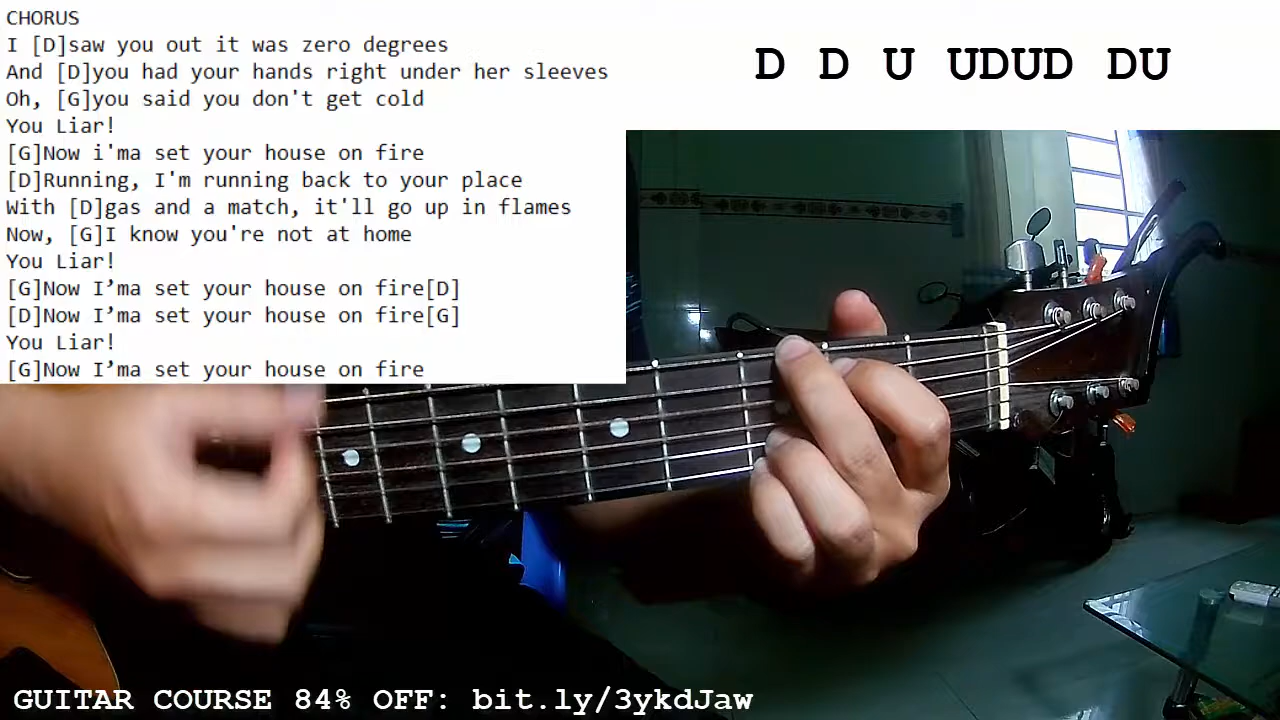 CHORUS
I [D]saw you out it was zero degrees
And [D]you had your hands right under her sleeves
Oh, [G]you said you don't get cold
You Liar!
[G]Now i'ma set your house on fire
[D]Running, I'm running back to your place
With [D]gas and a match, it'll go up in flames
Now, [G]I know you're not at home
You Liar!
[G]Now I’ma set your house on fire[D]
[D]Now I’ma set your house on fire[G]
You Liar!
[G]Now I’ma set your house on fire
D D U UDUD DU
GUITAR COURSE 84% OFF: bit.ly/3ykdJaw